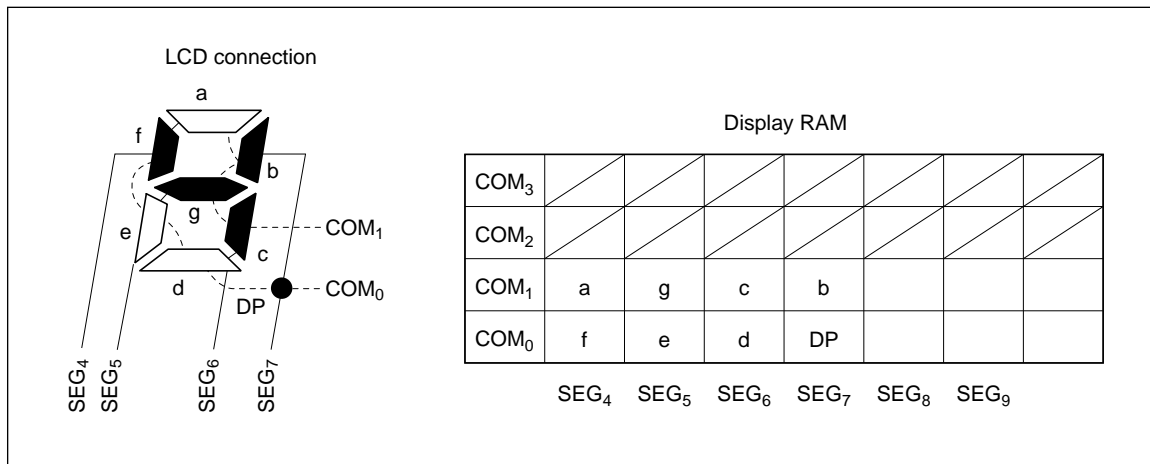 LCD connection
a
f
b
g
e
COM₁
c
d
COM₀
DP
SEG₄
SEG₅
SEG₆
SEG₇
Display RAM
COM₃
COM₂
COM₁ a g c b
COM₀ f e d DP
SEG₄ SEG₅ SEG₆ SEG₇ SEG₈ SEG₉